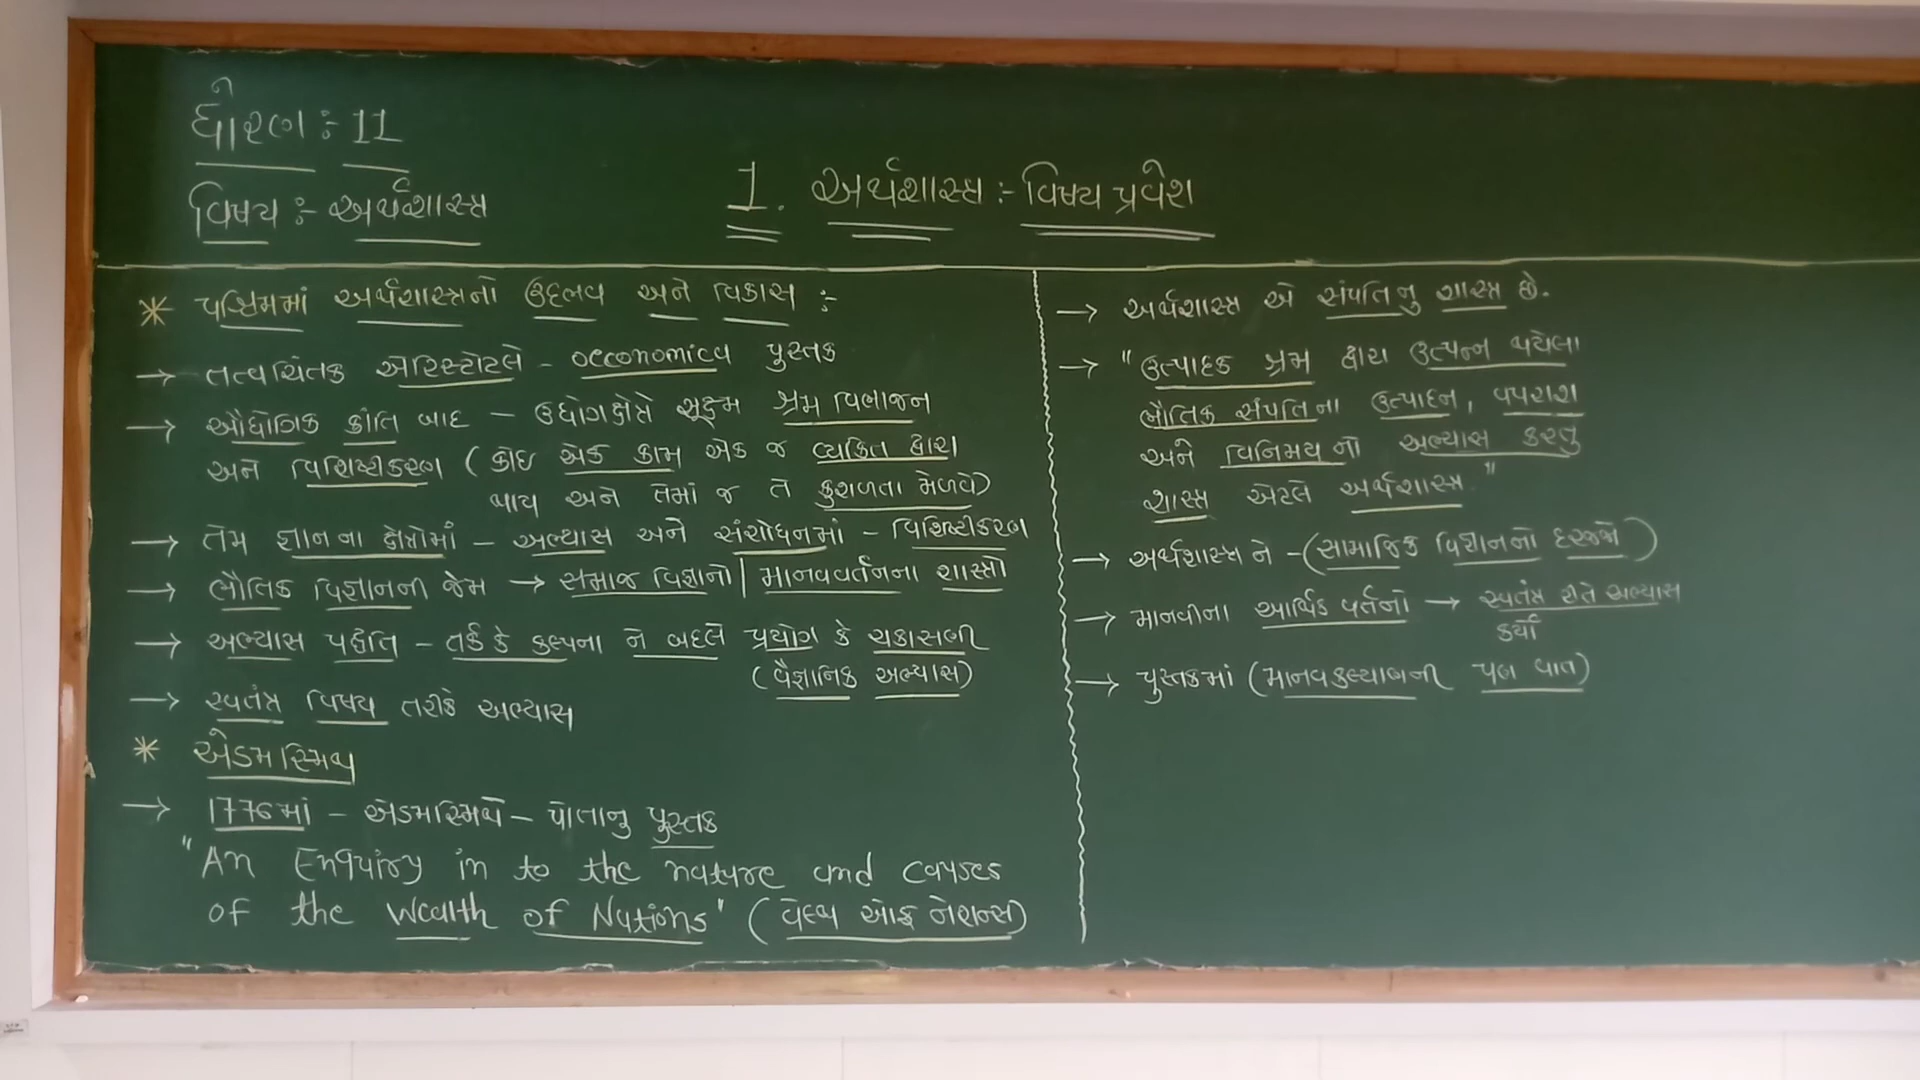 ધોરણ :- 11
વિષય :- અર્થશાસ્ત્ર
1. અર્થશાસ્ત્ર :- વિષય પ્રવેશ
* પશ્ચિમમાં અર્થશાસ્ત્રનો ઉદ્દભવ અને વિકાસ :-
→ તત્વચિંતક એરિસ્ટોટલે - oeconomica પુસ્તક
→ ઔદ્યોગિક ક્રાંતિ બાદ - ઉદ્યોગક્ષેત્રે સૂક્ષ્મ શ્રમ વિભાજન
અને વિશિષ્ટીકરણ (કોઇ એક કામ એક જ વ્યક્તિ દ્વારા
થાય અને તેમાં જ તે કુશળતા મેળવે)
→ તેમ જ્ઞાનના ક્ષેત્રોમાં - અભ્યાસ અને સંશોધનમાં - વિશિષ્ટીકરણ
→ ભૌતિક વિજ્ઞાનની જેમ → સમાજ વિજ્ઞાનો | માનવવર્તનના શાસ્ત્રો
→ અભ્યાસ પદ્ધતિ - તર્ક કે કલ્પના ને બદલે પ્રયોગ કે ચકાસણી
(વૈજ્ઞાનિક અભ્યાસ)
→ સ્વતંત્ર વિષય તરીકે અભ્યાસ
* એડમ સ્મિથ
→ 1776માં - એડમ સ્મિથે - પોતાનુ પુસ્તક
"An Enquiry in to the nature and causes
of the Wealth of Nations" (વેલ્થ ઓફ નેશન્સ)
→ અર્થશાસ્ત્ર એ સંપતિનુ શાસ્ત્ર છે.
→ "ઉત્પાદક શ્રમ દ્વારા ઉત્પન્ન થયેલા
ભૌતિક સંપતિના ઉત્પાદન, વપરાશ
અને વિનિમયનો અભ્યાસ કરતુ
શાસ્ત્ર એટલે અર્થશાસ્ત્ર."
→ અર્થશાસ્ત્ર ને - (સામાજિક વિજ્ઞાનનો દરજ્જો)
→ માનવીના આર્થિક વર્તનો → સ્વતંત્ર રીતે અભ્યાસ
કર્યો
→ પુસ્તકમાં (માનવકલ્યાણની પણ વાત)